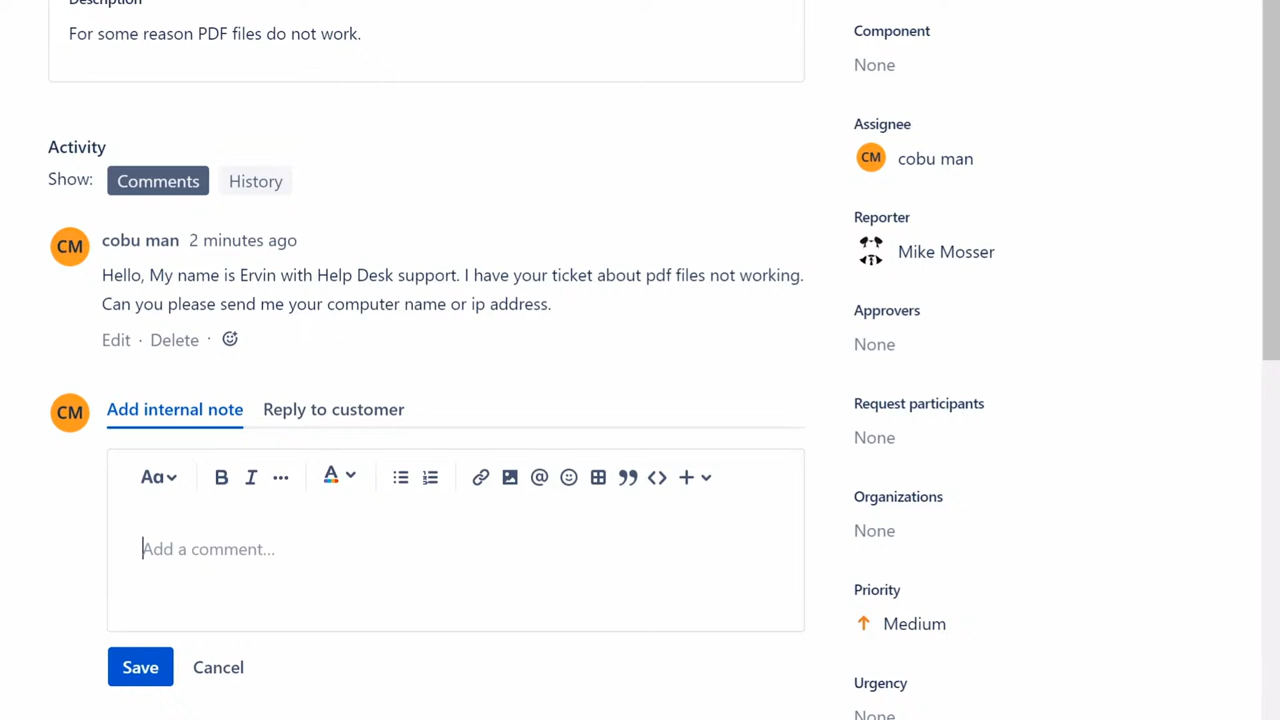 Description
For some reason PDF files do not work.
Activity
Show:
Comments
History
CM
cobu man 2 minutes ago
Hello, My name is Ervin with Help Desk support. I have your ticket about pdf files not working.
Can you please send me your computer name or ip address.
Edit · Delete ·
CM
Add internal note
Reply to customer
Aa
B I ... A
Add a comment...
Save
Cancel
Component
None
Assignee
CM cobu man
Reporter
Mike Mosser
Approvers
None
Request participants
None
Organizations
None
Priority
Medium
Urgency
None